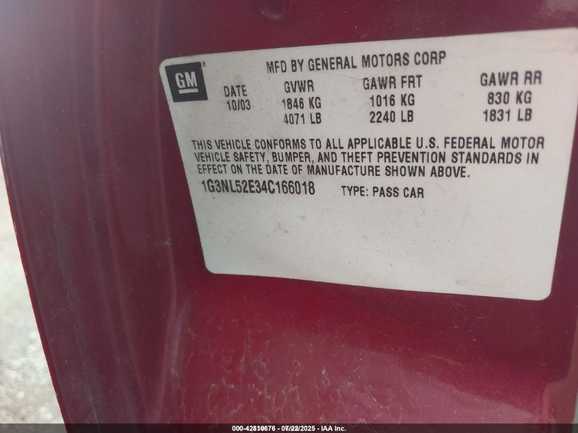 MFD BY GENERAL MOTORS CORP
GM
DATE GVWR GAWR FRT GAWR RR
10/03 1846 KG 1016 KG 830 KG
4071 LB 2240 LB 1831 LB
THIS VEHICLE CONFORMS TO ALL APPLICABLE U.S. FEDERAL MOTOR
VEHICLE SAFETY, BUMPER, AND THEFT PREVENTION STANDARDS IN
EFFECT ON THE DATE OF MANUFACTURE SHOWN ABOVE.
1G3NL52E34C166018 TYPE: PASS CAR
000-42810676 - 07/22/2025 - IAA Inc.